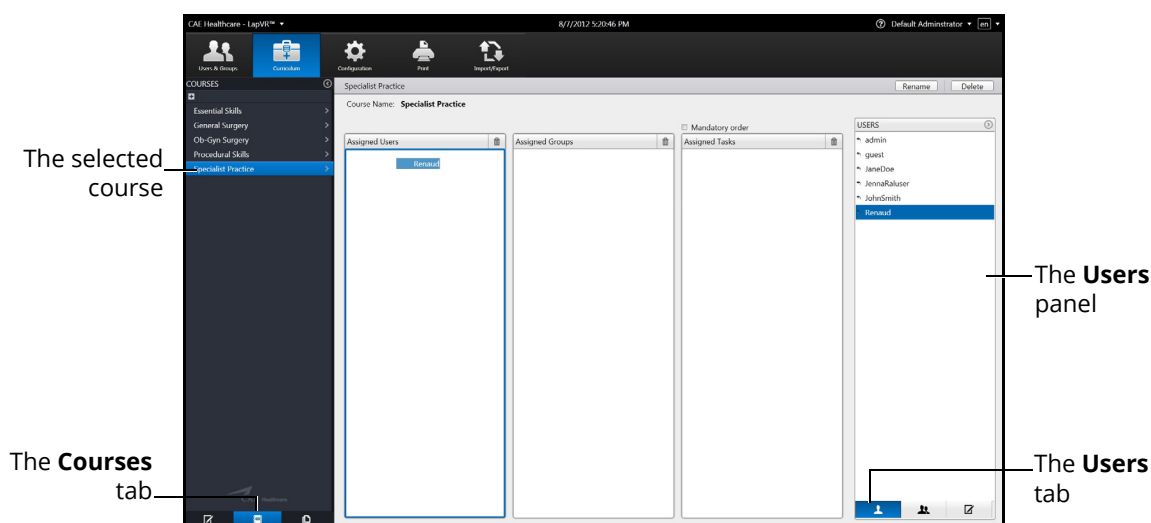 CAE Healthcare - LapVR™
8/7/2012 5:20:46 PM
Default Adminstrator
en
Users & Groups
Curriculum
Configuration
Print
Import/Export
COURSES
Essential Skills
General Surgery
Ob-Gyn Surgery
Procedural Skills
Specialist Practice
Specialist Practice
Rename
Delete
Course Name: Specialist Practice
Mandatory order
Assigned Users
Renaud
Assigned Groups
Assigned Tasks
USERS
admin
guest
JaneDoe
JennaRaluser
JohnSmith
Renaud
The selected
course
The Users
panel
The Courses
tab
The Users
tab